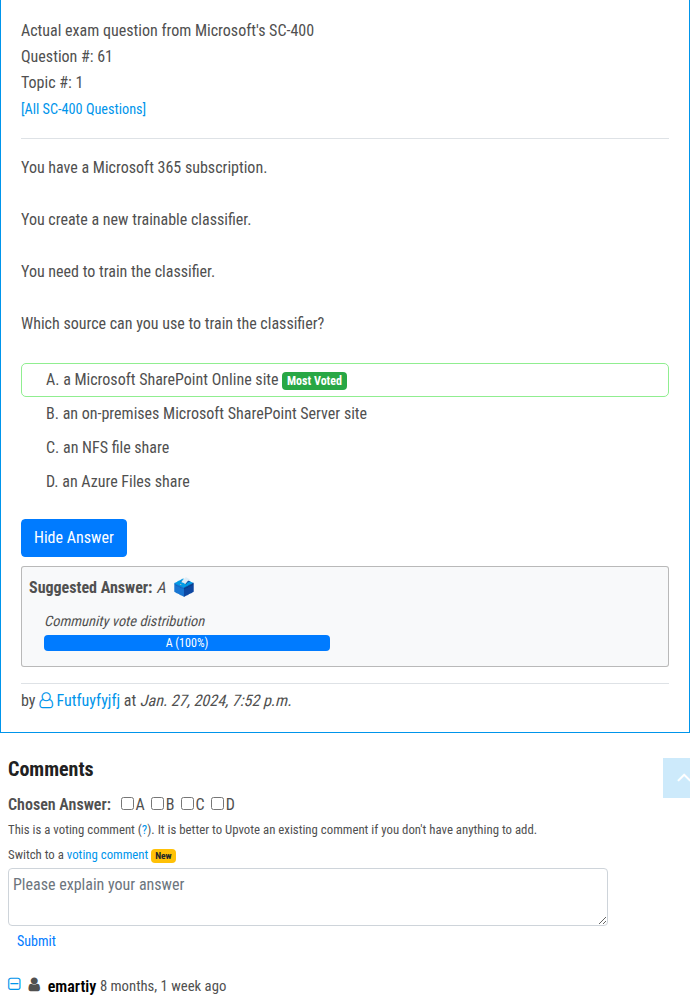 Actual exam question from Microsoft's SC-400
Question #: 61
Topic #: 1
[All SC-400 Questions]
You have a Microsoft 365 subscription.
You create a new trainable classifier.
You need to train the classifier.
Which source can you use to train the classifier?
A. a Microsoft SharePoint Online site Most Voted
B. an on-premises Microsoft SharePoint Server site
C. an NFS file share
D. an Azure Files share
Hide Answer
Suggested Answer: A
Community vote distribution
A (100%)
by Futfuyfyjfj at Jan. 27, 2024, 7:52 p.m.
Comments
Chosen Answer: A B C D
This is a voting comment (?). It is better to Upvote an existing comment if you don't have anything to add.
Switch to a voting comment New
Please explain your answer
Submit
emartiy 8 months, 1 week ago